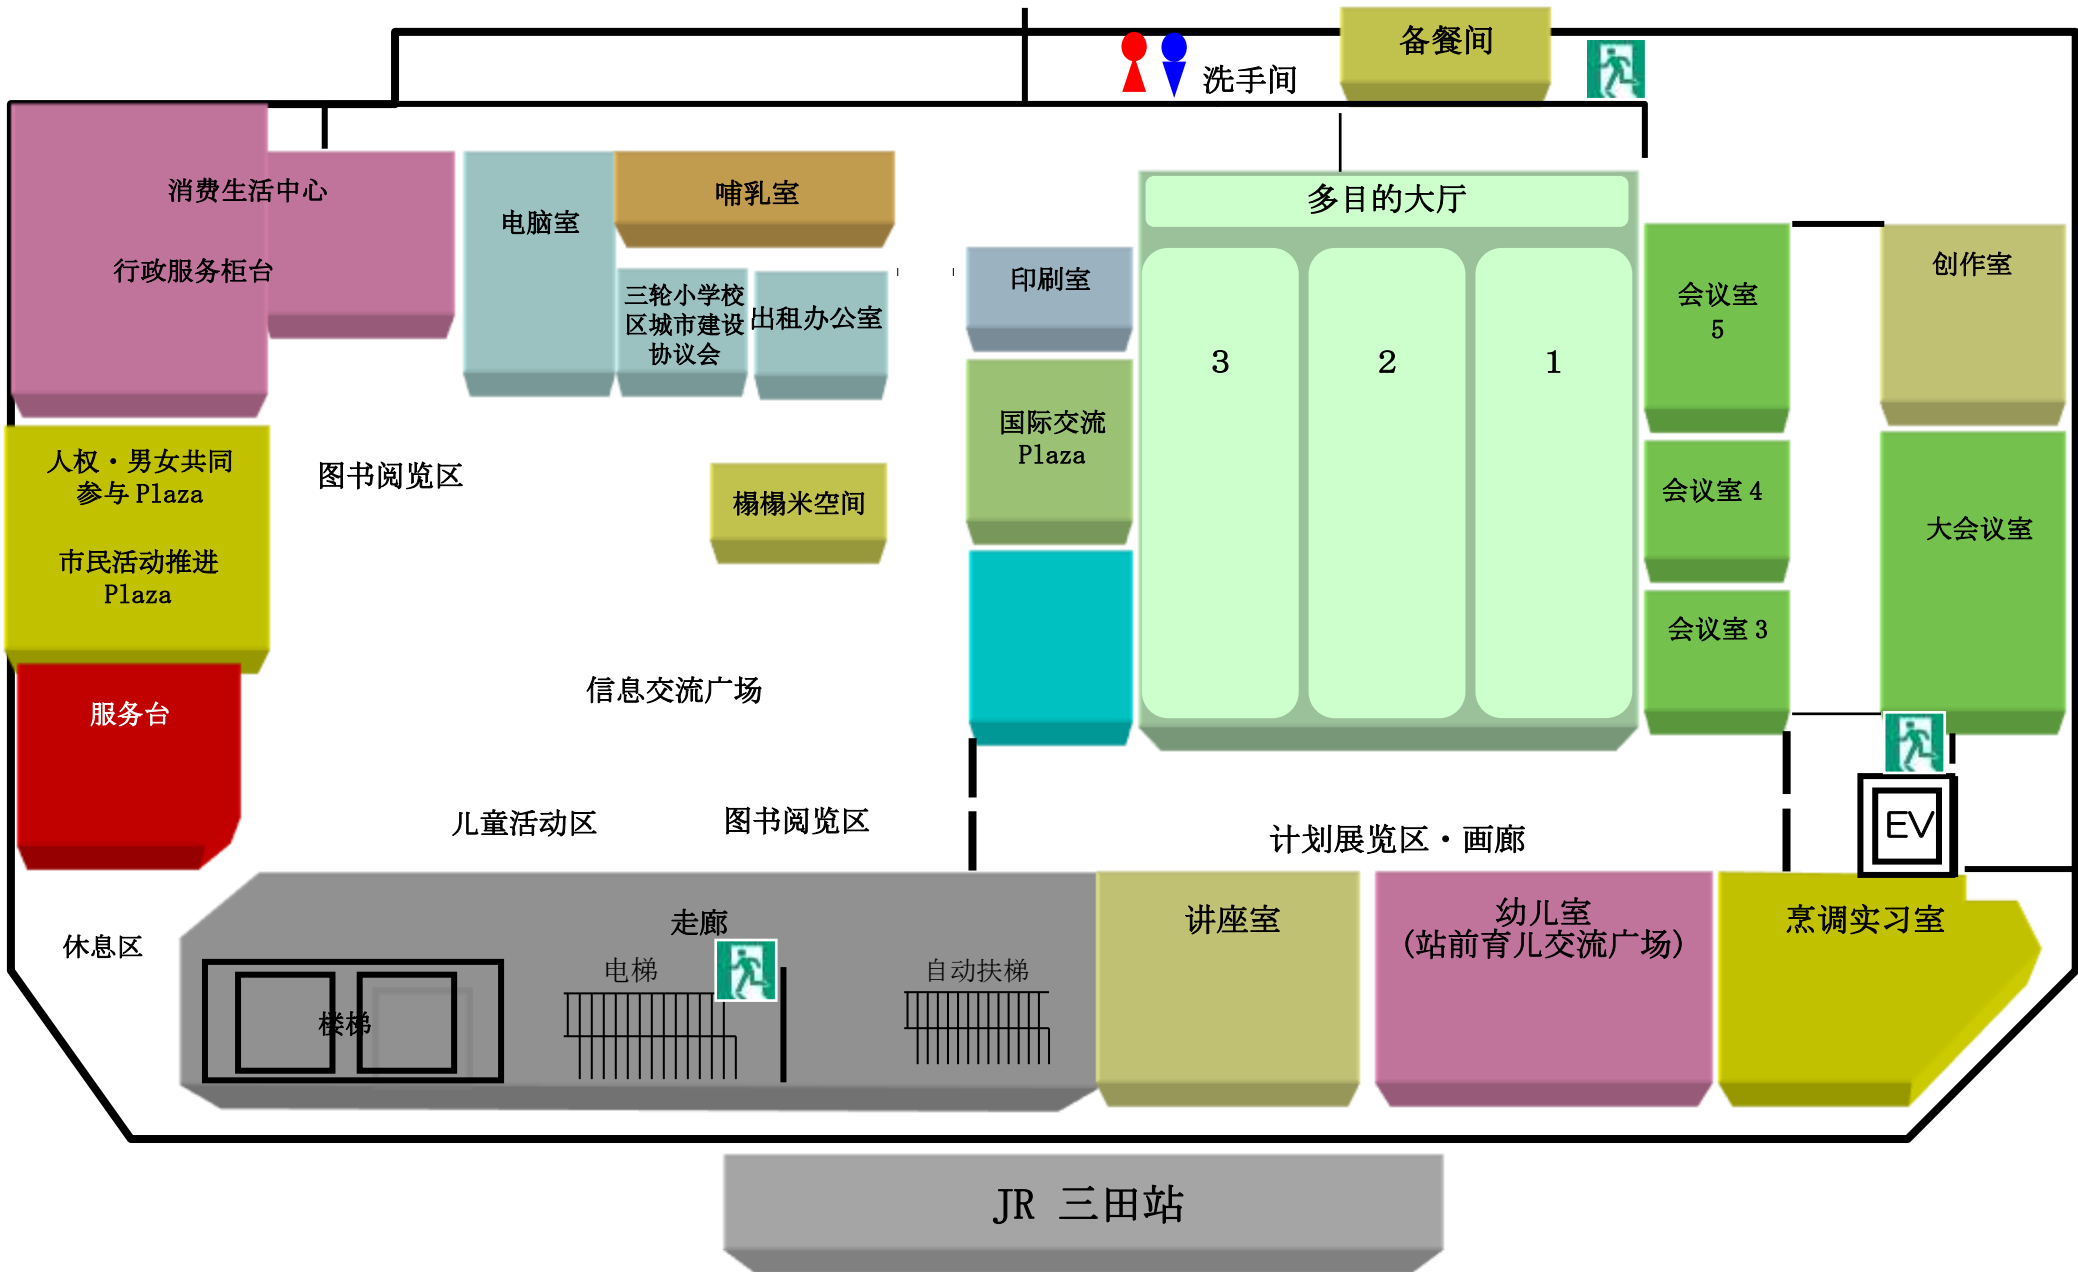 备餐间
洗手间
消费生活中心
行政服务柜台
电脑室
哺乳室
三轮小学校
区城市建设
协议会
出租办公室
印刷室
多目的大厅
3
2
1
会议室
5
创作室
人权・男女共同
参与 Plaza
市民活动推进
Plaza
图书阅览区
榻榻米空间
国际交流
Plaza
会议室 4
大会议室
会议室 3
服务台
信息交流广场
儿童活动区
图书阅览区
计划展览区・画廊
EV
休息区
走廊
楼梯
电梯
自动扶梯
讲座室
幼儿室
(站前育儿交流广场)
烹调实习室
JR 三田站